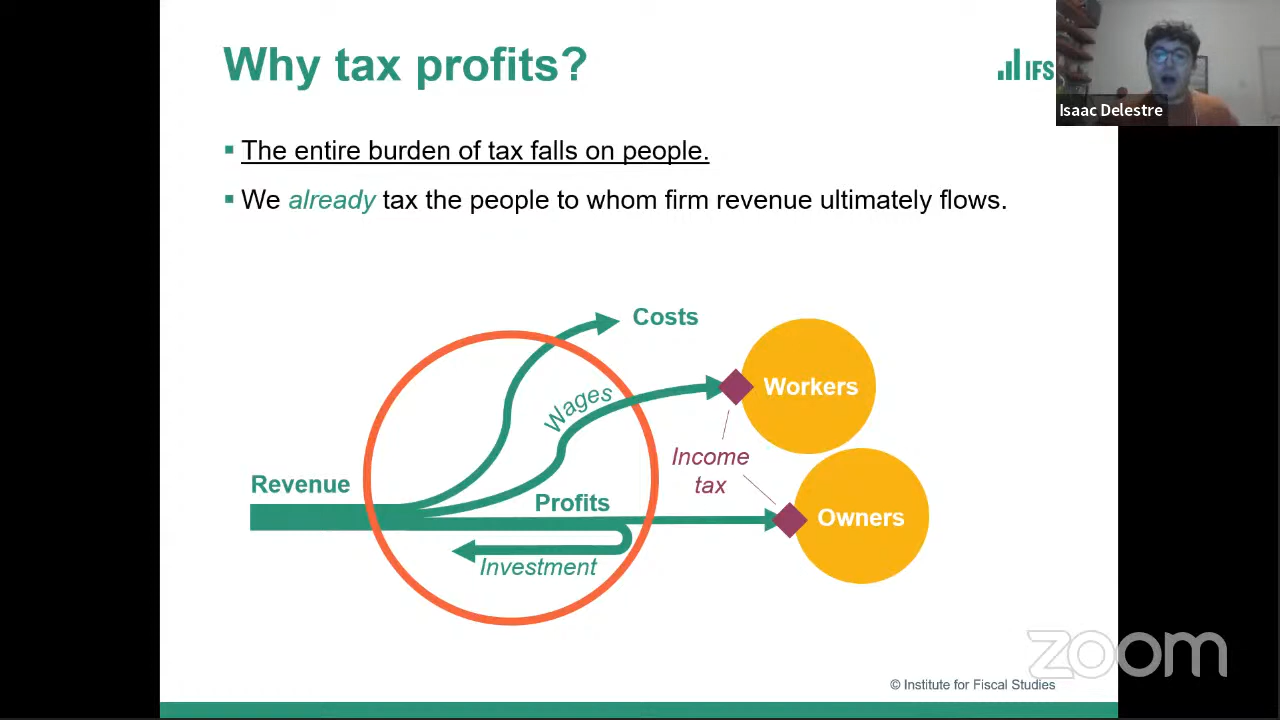 Why tax profits?
IFS
Isaac Delestre
The entire burden of tax falls on people.
We already tax the people to whom firm revenue ultimately flows.
Costs
Wages
Workers
Income
tax
Revenue
Profits
Owners
Investment
zoom
© Institute for Fiscal Studies